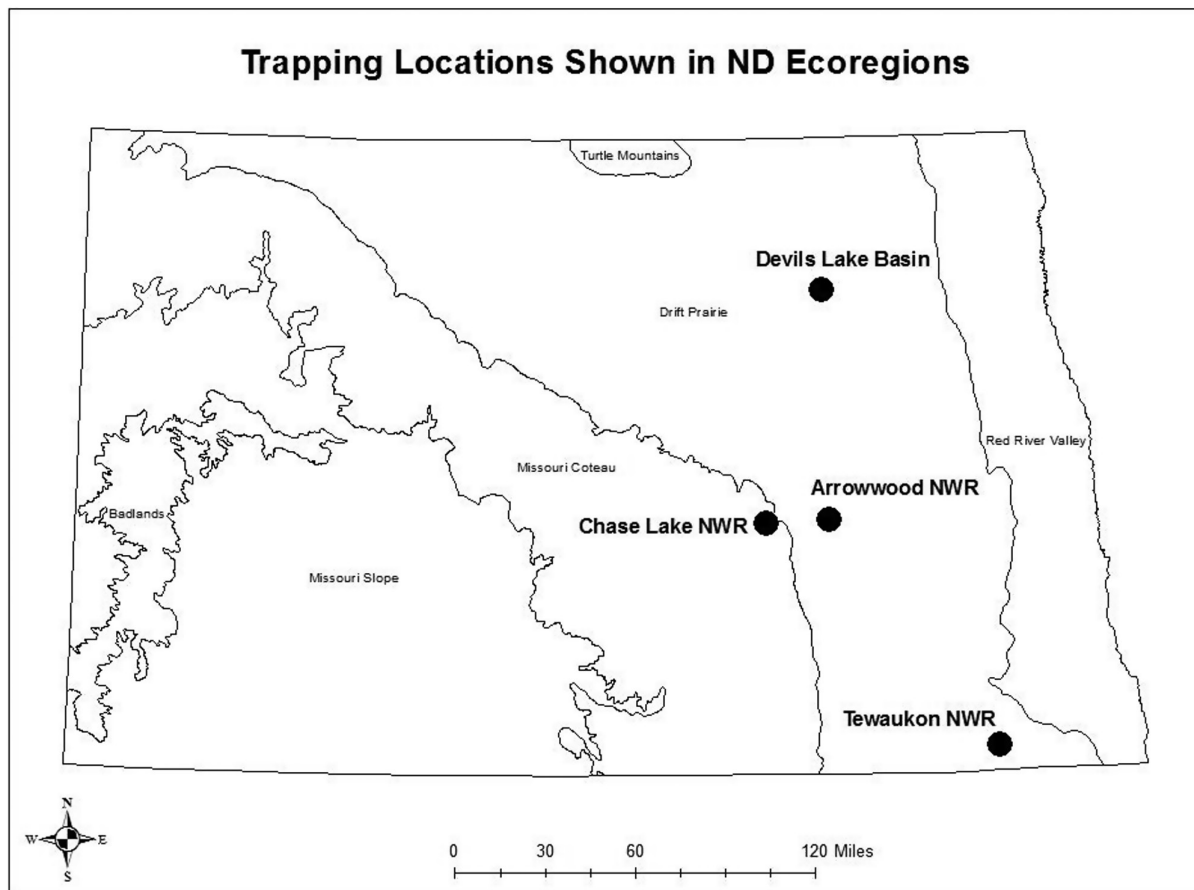 Trapping Locations Shown in ND Ecoregions
Turtle Mountains
Devils Lake Basin
Drift Prairie
Red River Valley
Missouri Coteau
Arrowwood NWR
Chase Lake NWR
Badlands
Missouri Slope
Tewaukon NWR
N
W E
S
0 30 60 120 Miles